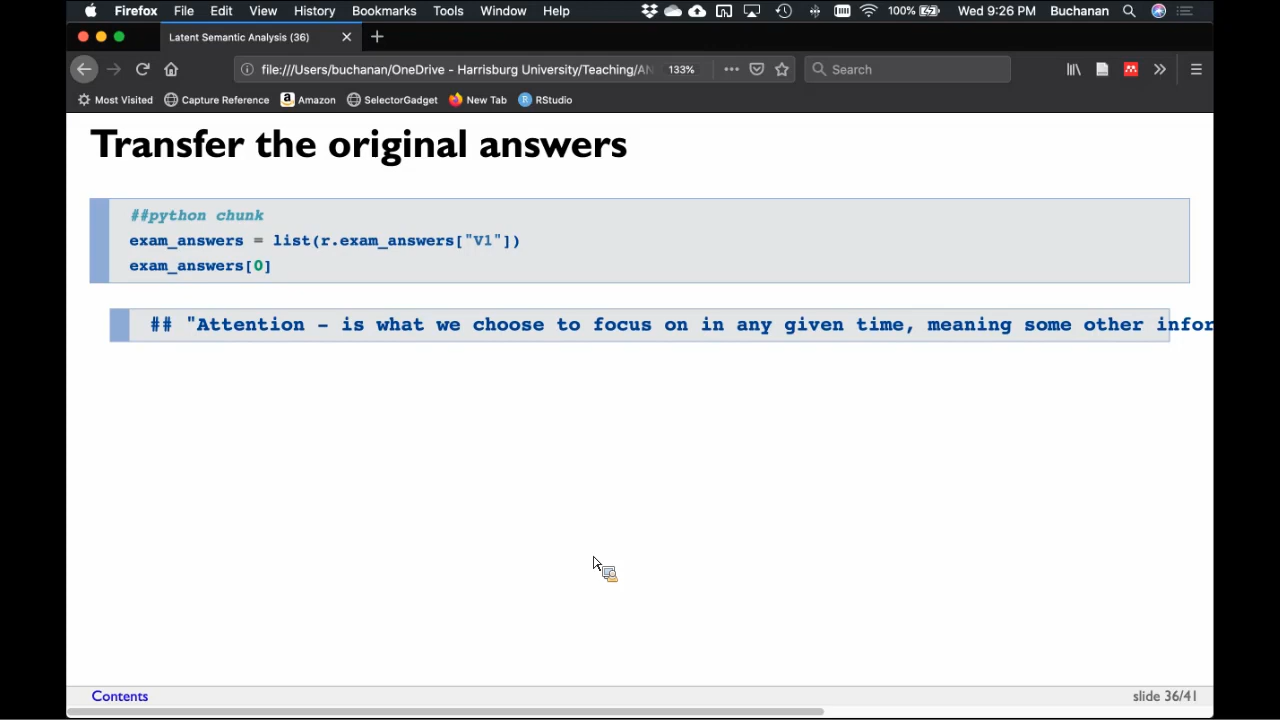 Firefox File Edit View History Bookmarks Tools Window Help 100% Wed 9:26 PM Buchanan
Latent Semantic Analysis (36)
file:///Users/buchanan/OneDrive - Harrisburg University/Teaching/AN 133% Search
Most Visited Capture Reference Amazon SelectorGadget New Tab RStudio
Transfer the original answers
##python chunk
exam_answers = list(r.exam_answers["V1"])
exam_answers[0]
## "Attention - is what we choose to focus on in any given time, meaning some other infor
Contents slide 36/41